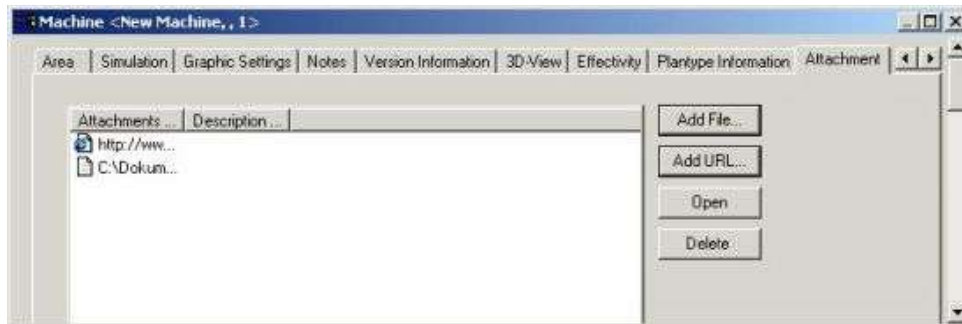 Machine <New Machine, , 1>
Area Simulation Graphic Settings Notes Version Information 3D-View Effectivity Plantype Information Attachment
Attachments ... Description ... Add File...
http://ww...
C:\Dokum... Add URL...
Open
Delete